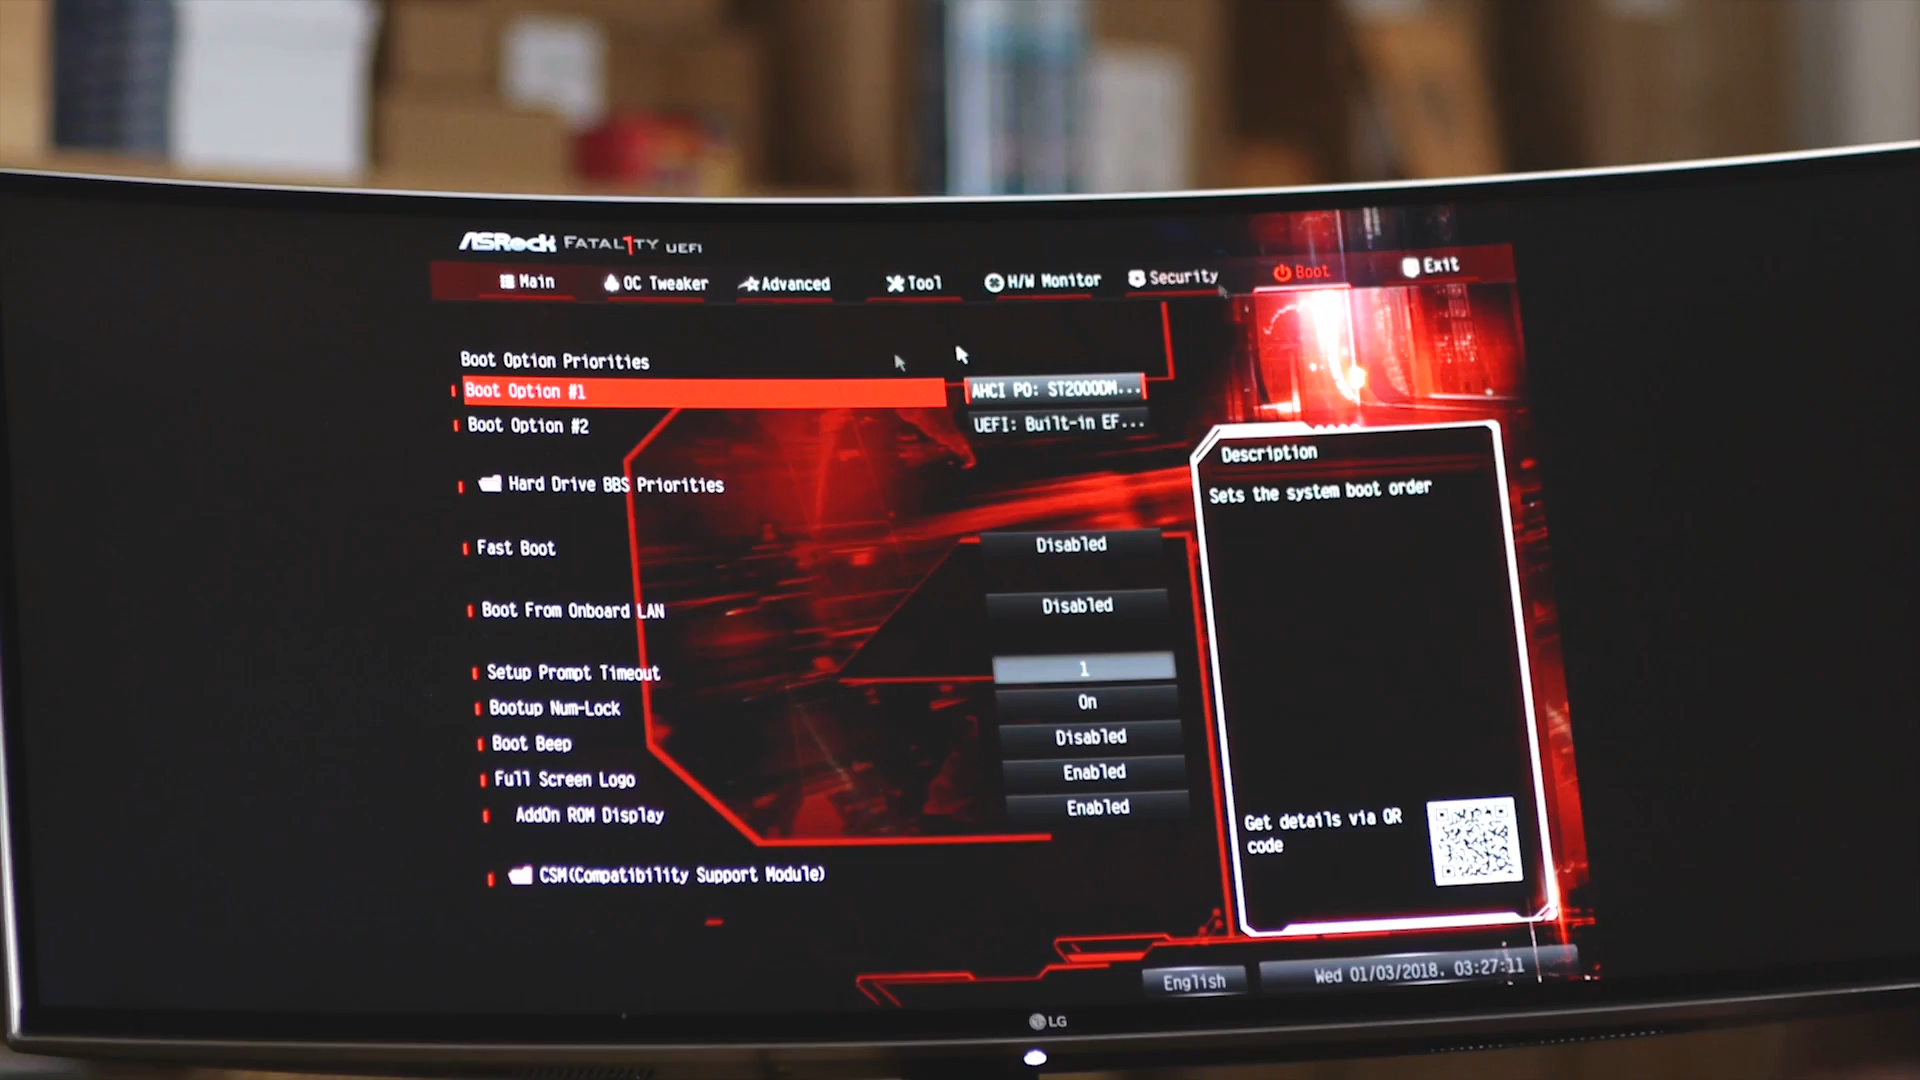 ASRock FATAL1TY UEFI
Main OC Tweaker Advanced Tool H/W Monitor Security Boot Exit
Boot Option Priorities
Boot Option #1 AHCI P0: ST2000DM...
Boot Option #2 UEFI: Built-in EF...
Hard Drive BBS Priorities
Fast Boot Disabled
Boot From Onboard LAN Disabled
Setup Prompt Timeout 1
Bootup Num-Lock On
Boot Beep Disabled
Full Screen Logo Enabled
AddOn ROM Display Enabled
CSM(Compatibility Support Module)
Description
Sets the system boot order
Get details via QR
code
English Wed 01/03/2018. 03:27:11
LG